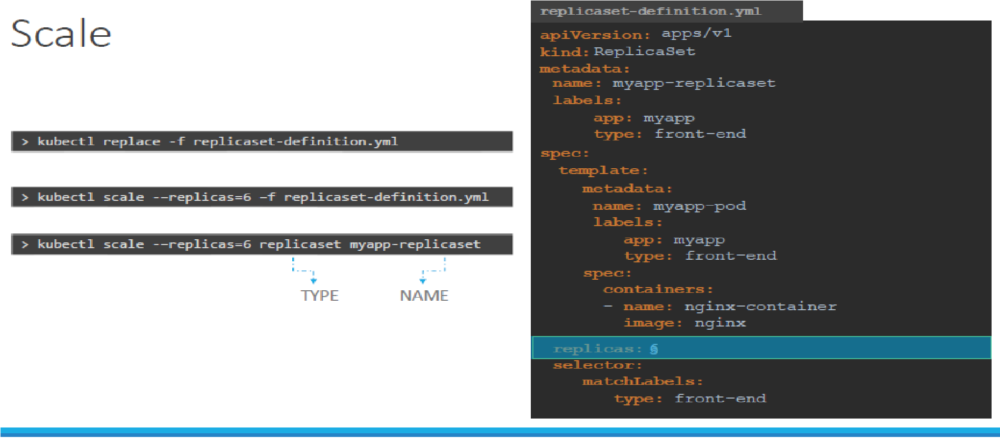 Scale
> kubectl replace -f replicaset-definition.yml
> kubectl scale --replicas=6 –f replicaset-definition.yml
> kubectl scale --replicas=6 replicaset myapp-replicaset
TYPE NAME
replicaset-definition.yml
apiVersion: apps/v1
kind: ReplicaSet
metadata:
name: myapp-replicaset
labels:
app: myapp
type: front-end
spec:
template:
metadata:
name: myapp-pod
labels:
app: myapp
type: front-end
spec:
containers:
- name: nginx-container
image: nginx
replicas:
selector:
matchLabels:
type: front-end